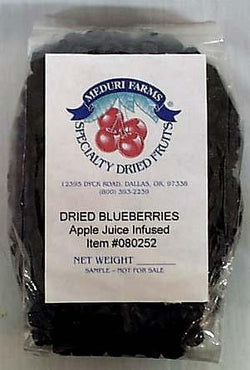 MEDURI FARMS
®
SPECIALTY DRIED FRUITS
12395 DYCK ROAD, DALLAS, OR. 97338
(800) 393-2239
DRIED BLUEBERRIES
Apple Juice Infused
Item #080252
NET WEIGHT ________
SAMPLE – NOT FOR SALE